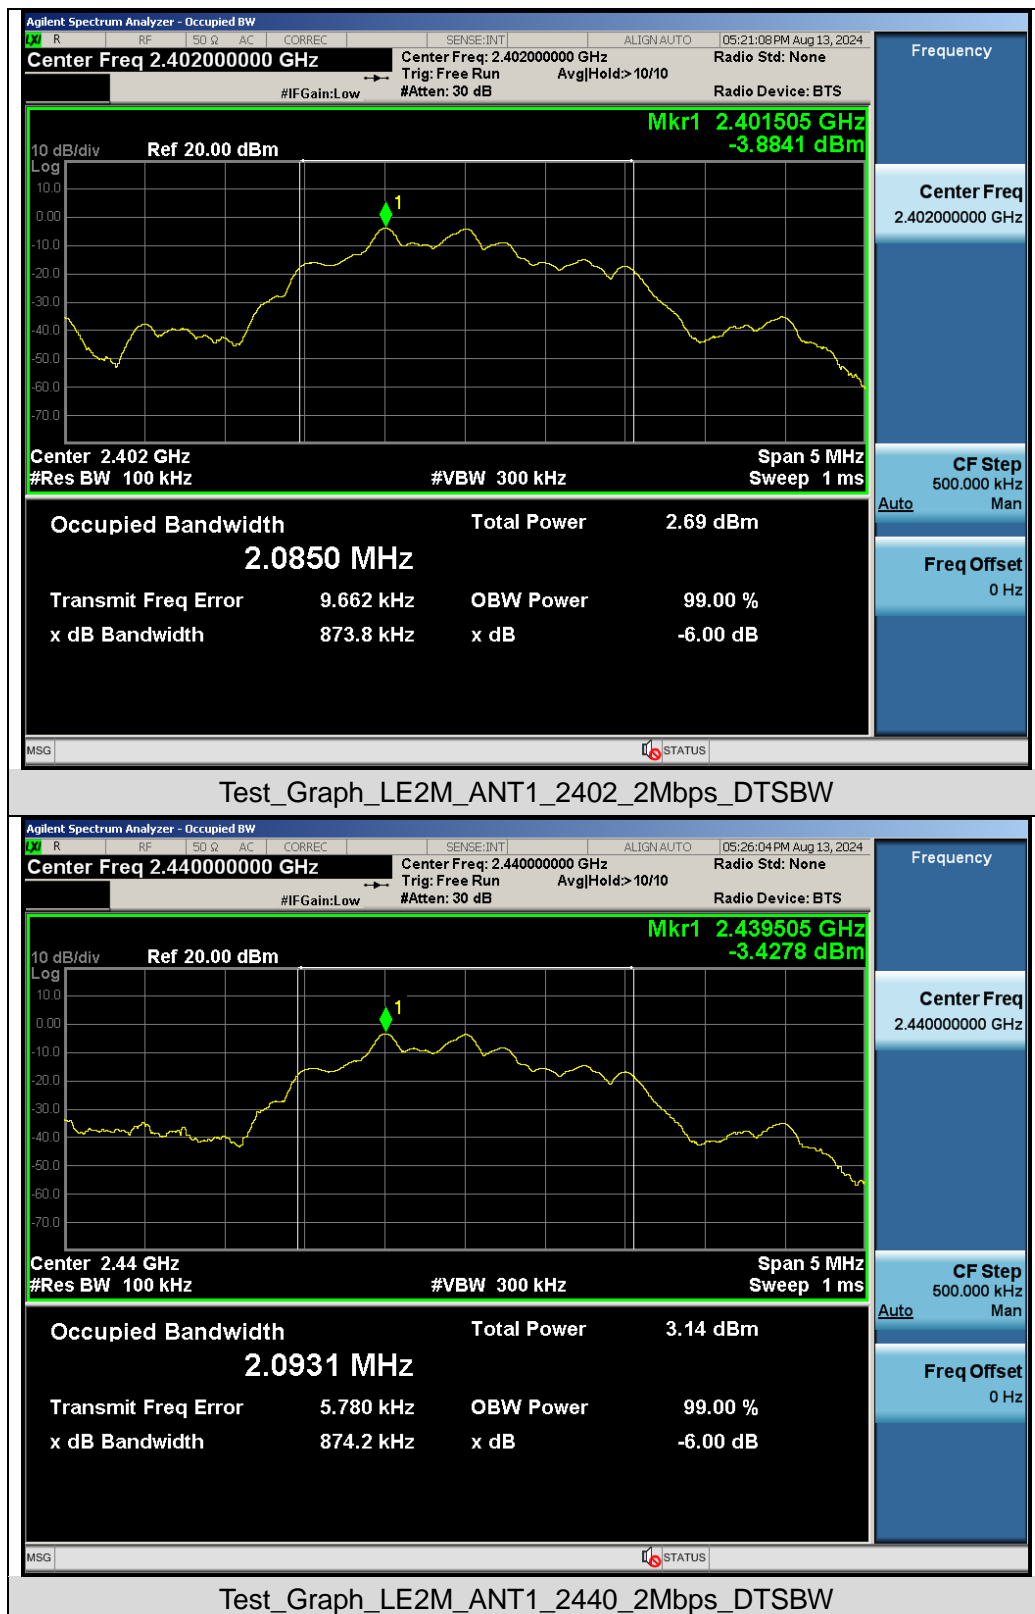 Agilent Spectrum Analyzer - Occupied BW
LXI R RF 50 Ω AC CORREC SENSE:INT ALIGN AUTO 05:21:08 PM Aug 13, 2024
Center Freq 2.402000000 GHz Center Freq: 2.402000000 GHz Radio Std: None
Trig: Free Run Avg|Hold:> 10/10
#IFGain:Low #Atten: 30 dB Radio Device: BTS
Mkr1 2.401505 GHz
-3.8841 dBm
10 dB/div Ref 20.00 dBm
Log
10.0
0.00
-10.0
-20.0
-30.0
-40.0
-50.0
-60.0
-70.0
1
Center 2.402 GHz Span 5 MHz
#Res BW 100 kHz #VBW 300 kHz Sweep 1 ms
Occupied Bandwidth Total Power 2.69 dBm
2.0850 MHz
Transmit Freq Error 9.662 kHz OBW Power 99.00 %
x dB Bandwidth 873.8 kHz x dB -6.00 dB
MSG STATUS
Frequency
Center Freq
2.402000000 GHz
CF Step
500.000 kHz
Auto Man
Freq Offset
0 Hz
Test_Graph_LE2M_ANT1_2402_2Mbps_DTSBW
Agilent Spectrum Analyzer - Occupied BW
LXI R RF 50 Ω AC CORREC SENSE:INT ALIGN AUTO 05:26:04 PM Aug 13, 2024
Center Freq 2.440000000 GHz Center Freq: 2.440000000 GHz Radio Std: None
Trig: Free Run Avg|Hold:> 10/10
#IFGain:Low #Atten: 30 dB Radio Device: BTS
Mkr1 2.439505 GHz
-3.4278 dBm
10 dB/div Ref 20.00 dBm
Log
10.0
0.00
-10.0
-20.0
-30.0
-40.0
-50.0
-60.0
-70.0
1
Center 2.44 GHz Span 5 MHz
#Res BW 100 kHz #VBW 300 kHz Sweep 1 ms
Occupied Bandwidth Total Power 3.14 dBm
2.0931 MHz
Transmit Freq Error 5.780 kHz OBW Power 99.00 %
x dB Bandwidth 874.2 kHz x dB -6.00 dB
MSG STATUS
Frequency
Center Freq
2.440000000 GHz
CF Step
500.000 kHz
Auto Man
Freq Offset
0 Hz
Test_Graph_LE2M_ANT1_2440_2Mbps_DTSBW